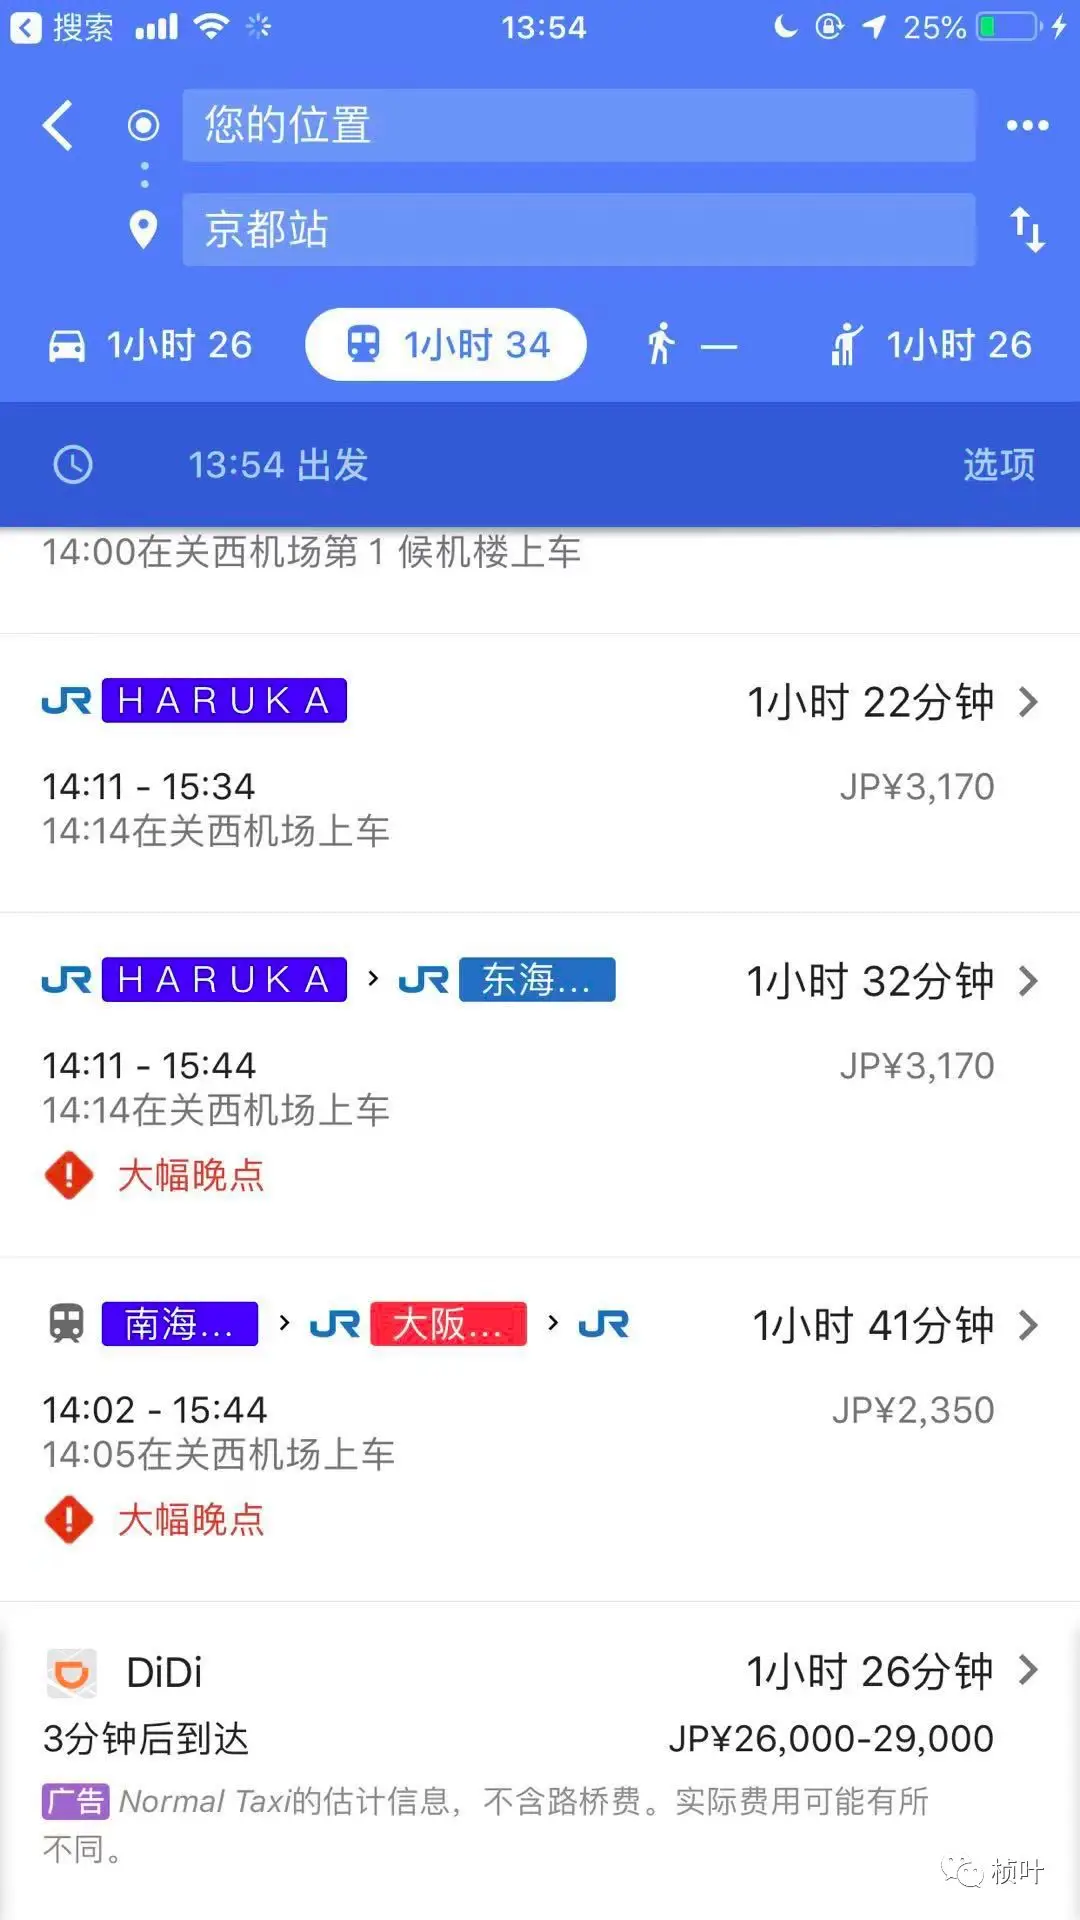 搜索
13:54
25%
您的位置
京都站
1小时 26
1小时 34
—
1小时 26
13:54 出发
选项
14:00在关西机场第 1 候机楼上车
JR HARUKA
1小时 22分钟
14:11 - 15:34
JP¥3,170
14:14在关西机场上车
JR HARUKA › JR 东海...
1小时 32分钟
14:11 - 15:44
JP¥3,170
14:14在关西机场上车
大幅晚点
南海... › JR 大阪... › JR
1小时 41分钟
14:02 - 15:44
JP¥2,350
14:05在关西机场上车
大幅晚点
DiDi
1小时 26分钟
3分钟后到达
JP¥26,000-29,000
广告 Normal Taxi的估计信息，不含路桥费。实际费用可能有所
不同。
桢叶